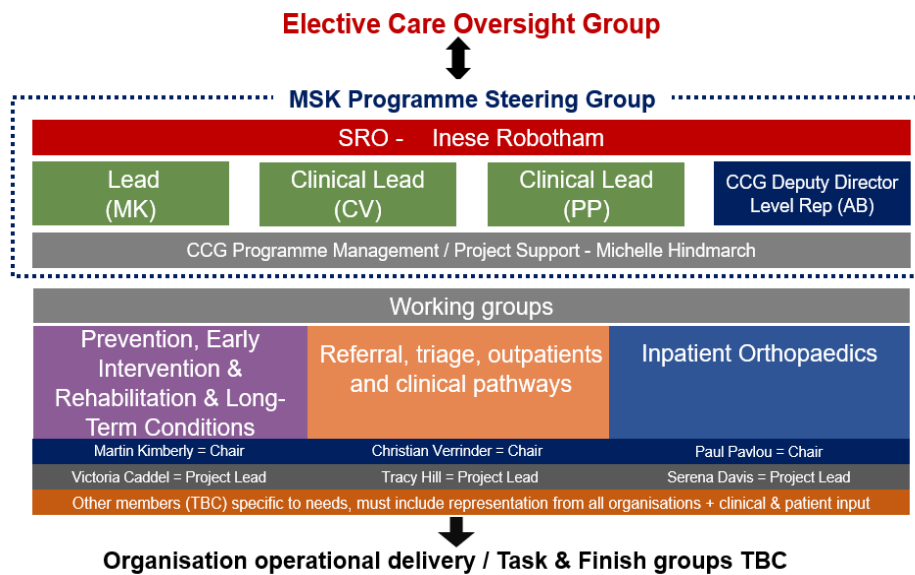 Elective Care Oversight Group
MSK Programme Steering Group
SRO - Inese Robotham
Lead
(MK)
Clinical Lead
(CV)
Clinical Lead
(PP)
CCG Deputy Director
Level Rep (AB)
CCG Programme Management / Project Support - Michelle Hindmarch
Working groups
Prevention, Early
Intervention &
Rehabilitation & Long-
Term Conditions
Referral, triage, outpatients
and clinical pathways
Inpatient Orthopaedics
Martin Kimberly = Chair
Christian Verrinder = Chair
Paul Pavlou = Chair
Victoria Caddel = Project Lead
Tracy Hill = Project Lead
Serena Davis = Project Lead
Other members (TBC) specific to needs, must include representation from all organisations + clinical & patient input
Organisation operational delivery / Task & Finish groups TBC